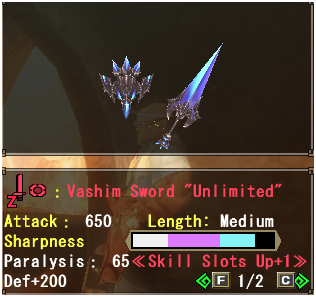 Z : Vashim Sword "Unlimited"
Attack : 650 Length: Medium
Sharpness
Paralysis: 65≪Skill Slots Up+1≫
Def+200 F 1/2 C